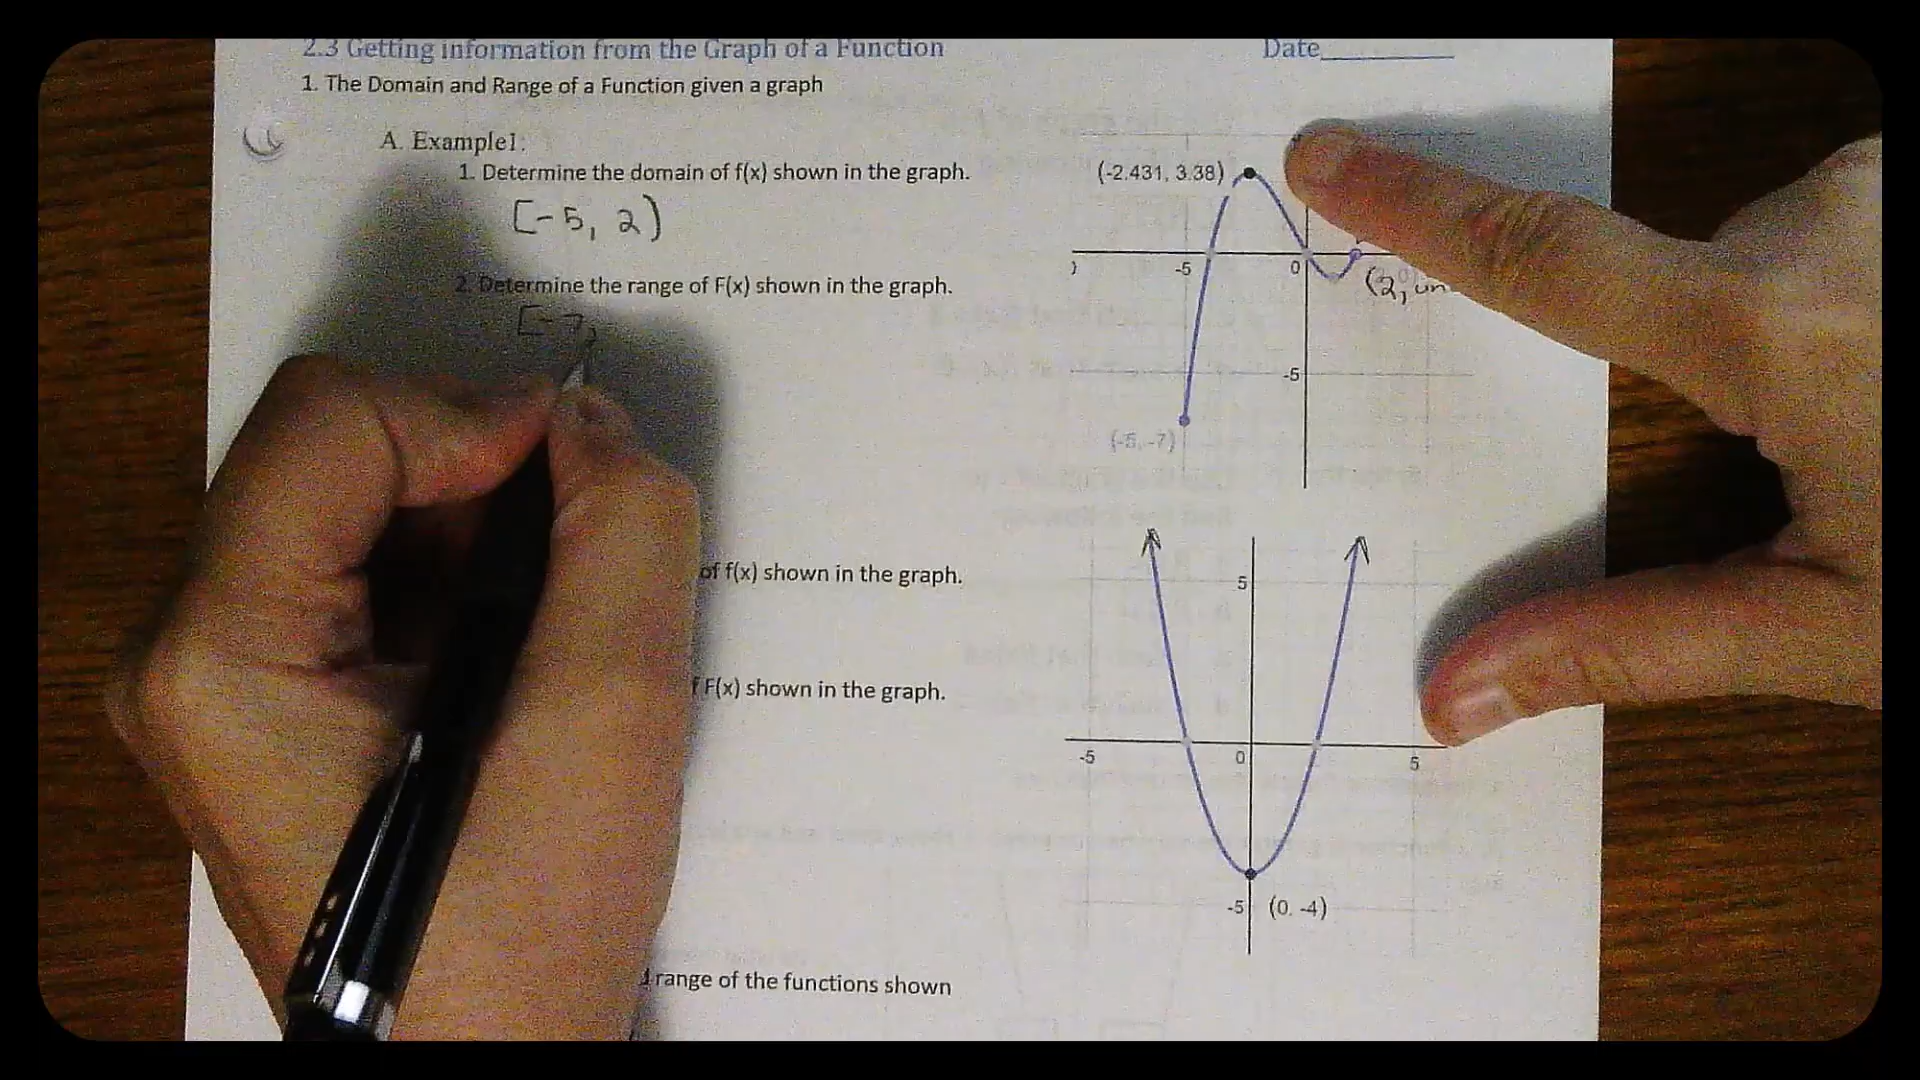 2.3 Getting information from the Graph of a Function
Date
1. The Domain and Range of a Function given a graph
A. Example1:
1. Determine the domain of f(x) shown in the graph.
[-5, 2)
2. Determine the range of F(x) shown in the graph.
[-7,
(-2.431, 3.38)
-5
0
(2, un
-5
(-5, -7)
of f(x) shown in the graph.
F(x) shown in the graph.
5
-5
0
5
-5
(0, -4)
range of the functions shown